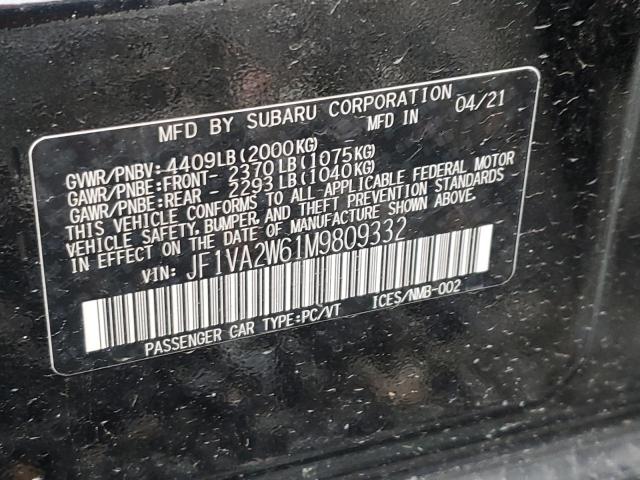 MFD BY SUBARU CORPORATION
MFD IN 04/21
GVWR/PNBV: 4409LB(2000KG)
GAWR/PNBE:FRONT- 2370LB(1075KG)
GAWR/PNBE:REAR - 2293LB(1040KG)
THIS VEHICLE CONFORMS TO ALL APPLICABLE FEDERAL MOTOR
VEHICLE SAFETY, BUMPER, AND THEFT PREVENTION STANDARDS
IN EFFECT ON THE DATE OF MANUFACTURE SHOWN ABOVE.
VIN: JF1VA2W61M9809332
PASSENGER CAR TYPE:PC/VT ICES/NMB-002